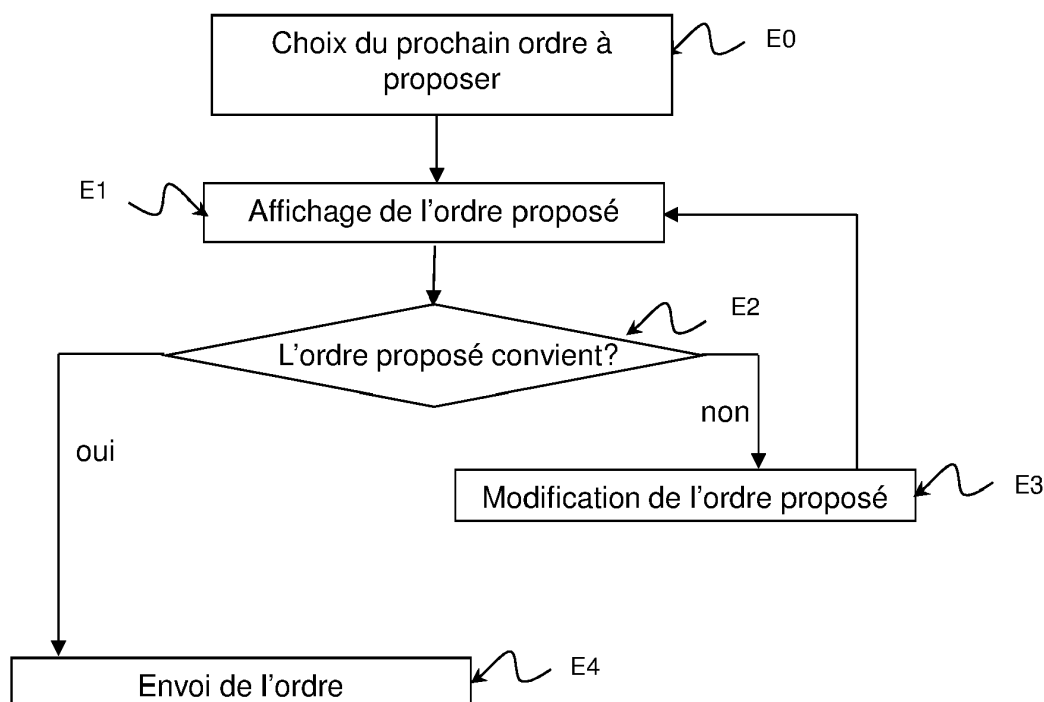 Choix du prochain ordre à
proposer
E0
E1
Affichage de l'ordre proposé
E2
L'ordre proposé convient?
non
oui
Modification de l'ordre proposé
E3
Envoi de l'ordre
E4